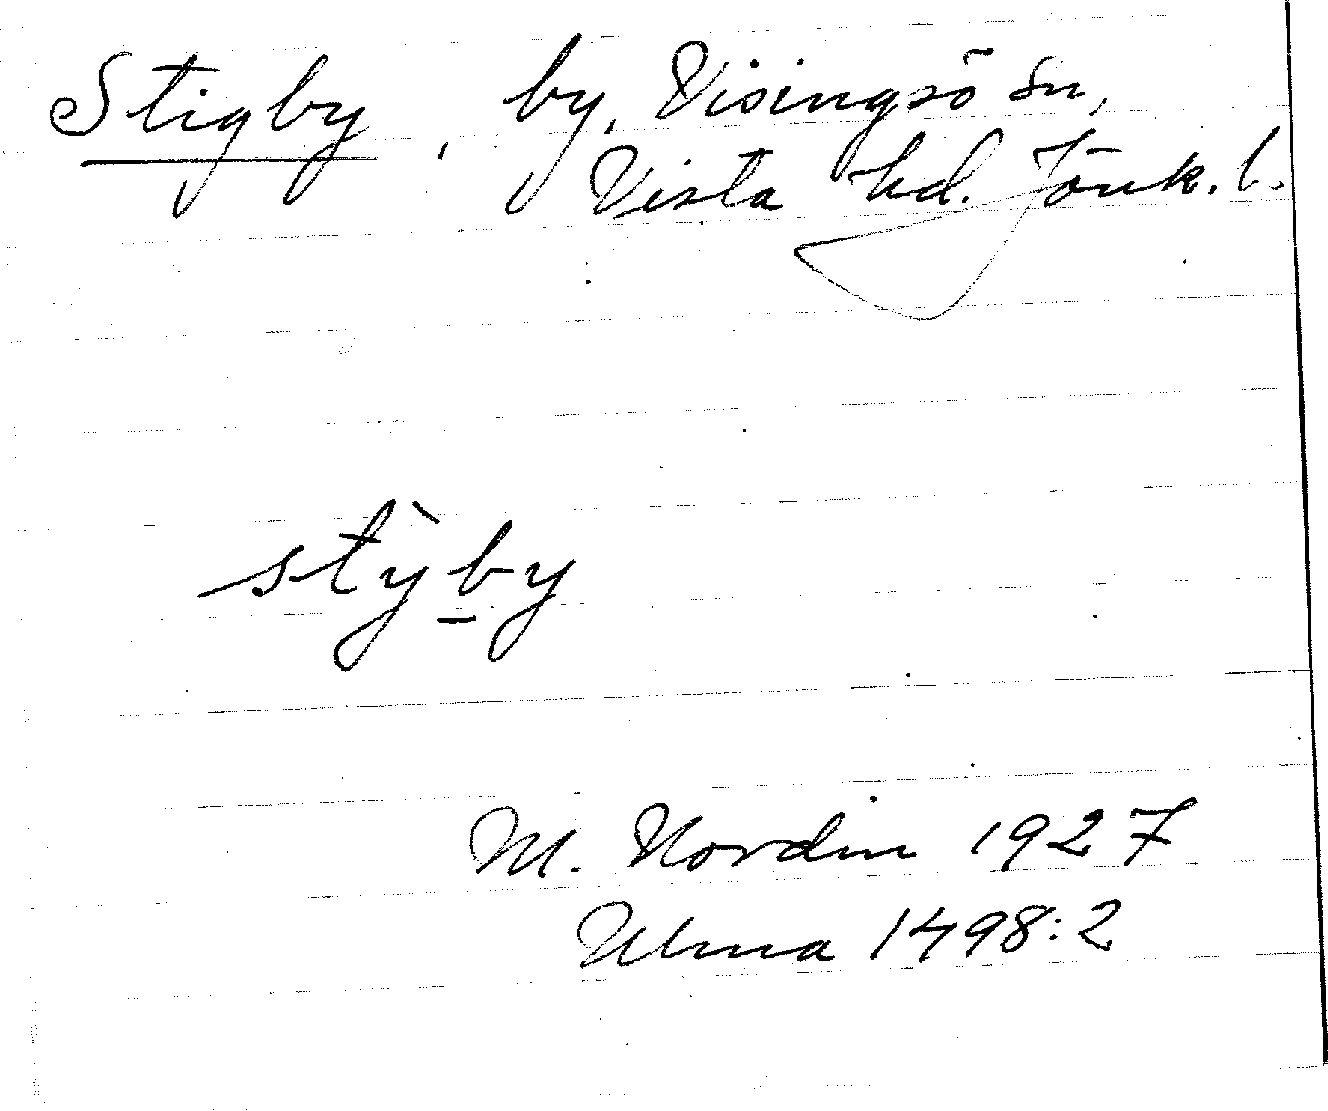 Stigby, by, Visingsö sn,
Vista hd. Jönk. l.
stỳby
M. Nordin 1927
Ulma 1498:2